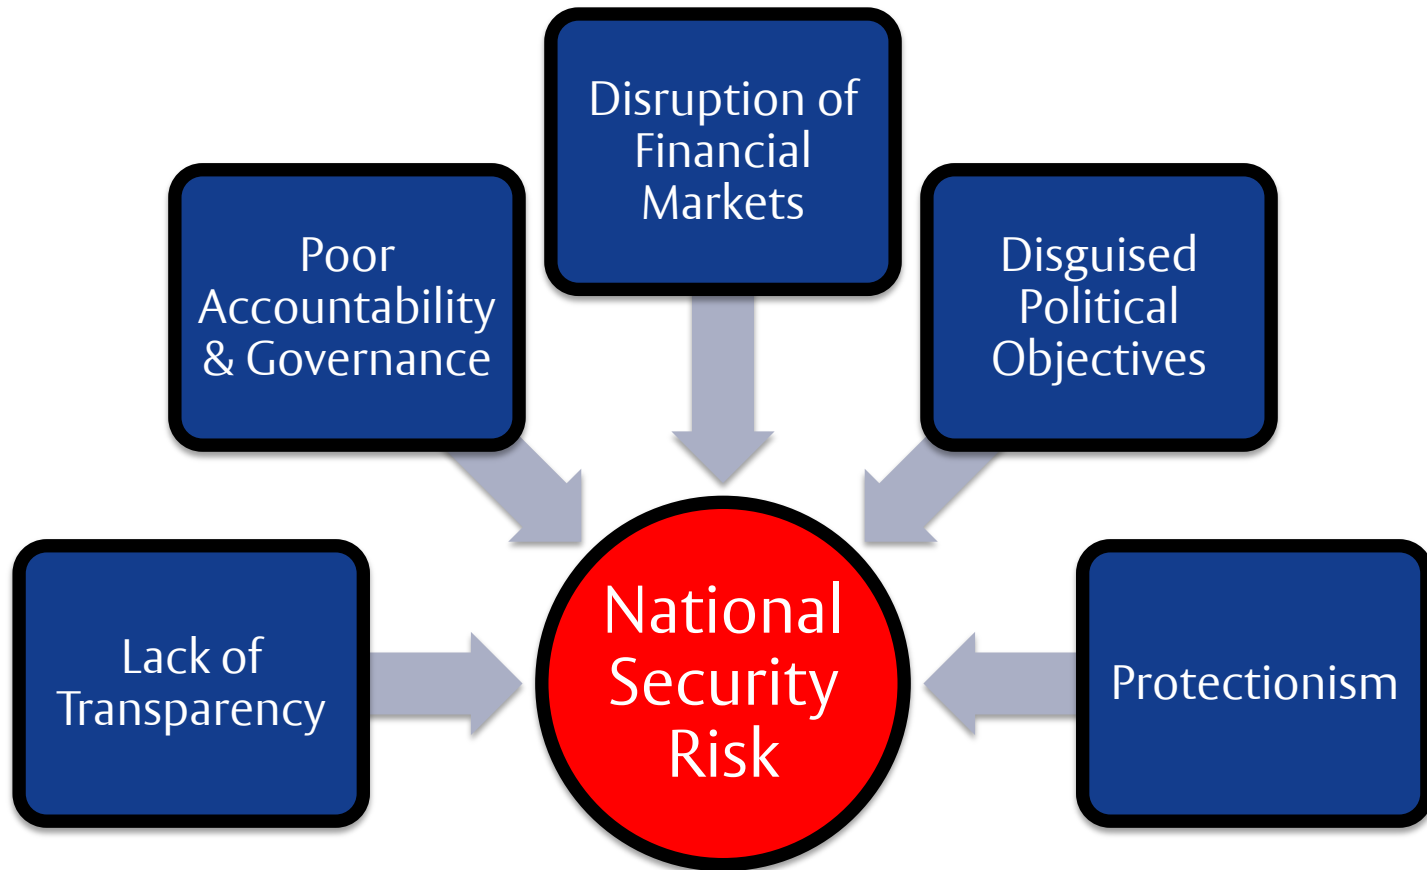 Disruption of
Financial
Markets
Poor
Accountability
& Governance
Disguised
Political
Objectives
Lack of
Transparency
National
Security
Risk
Protectionism